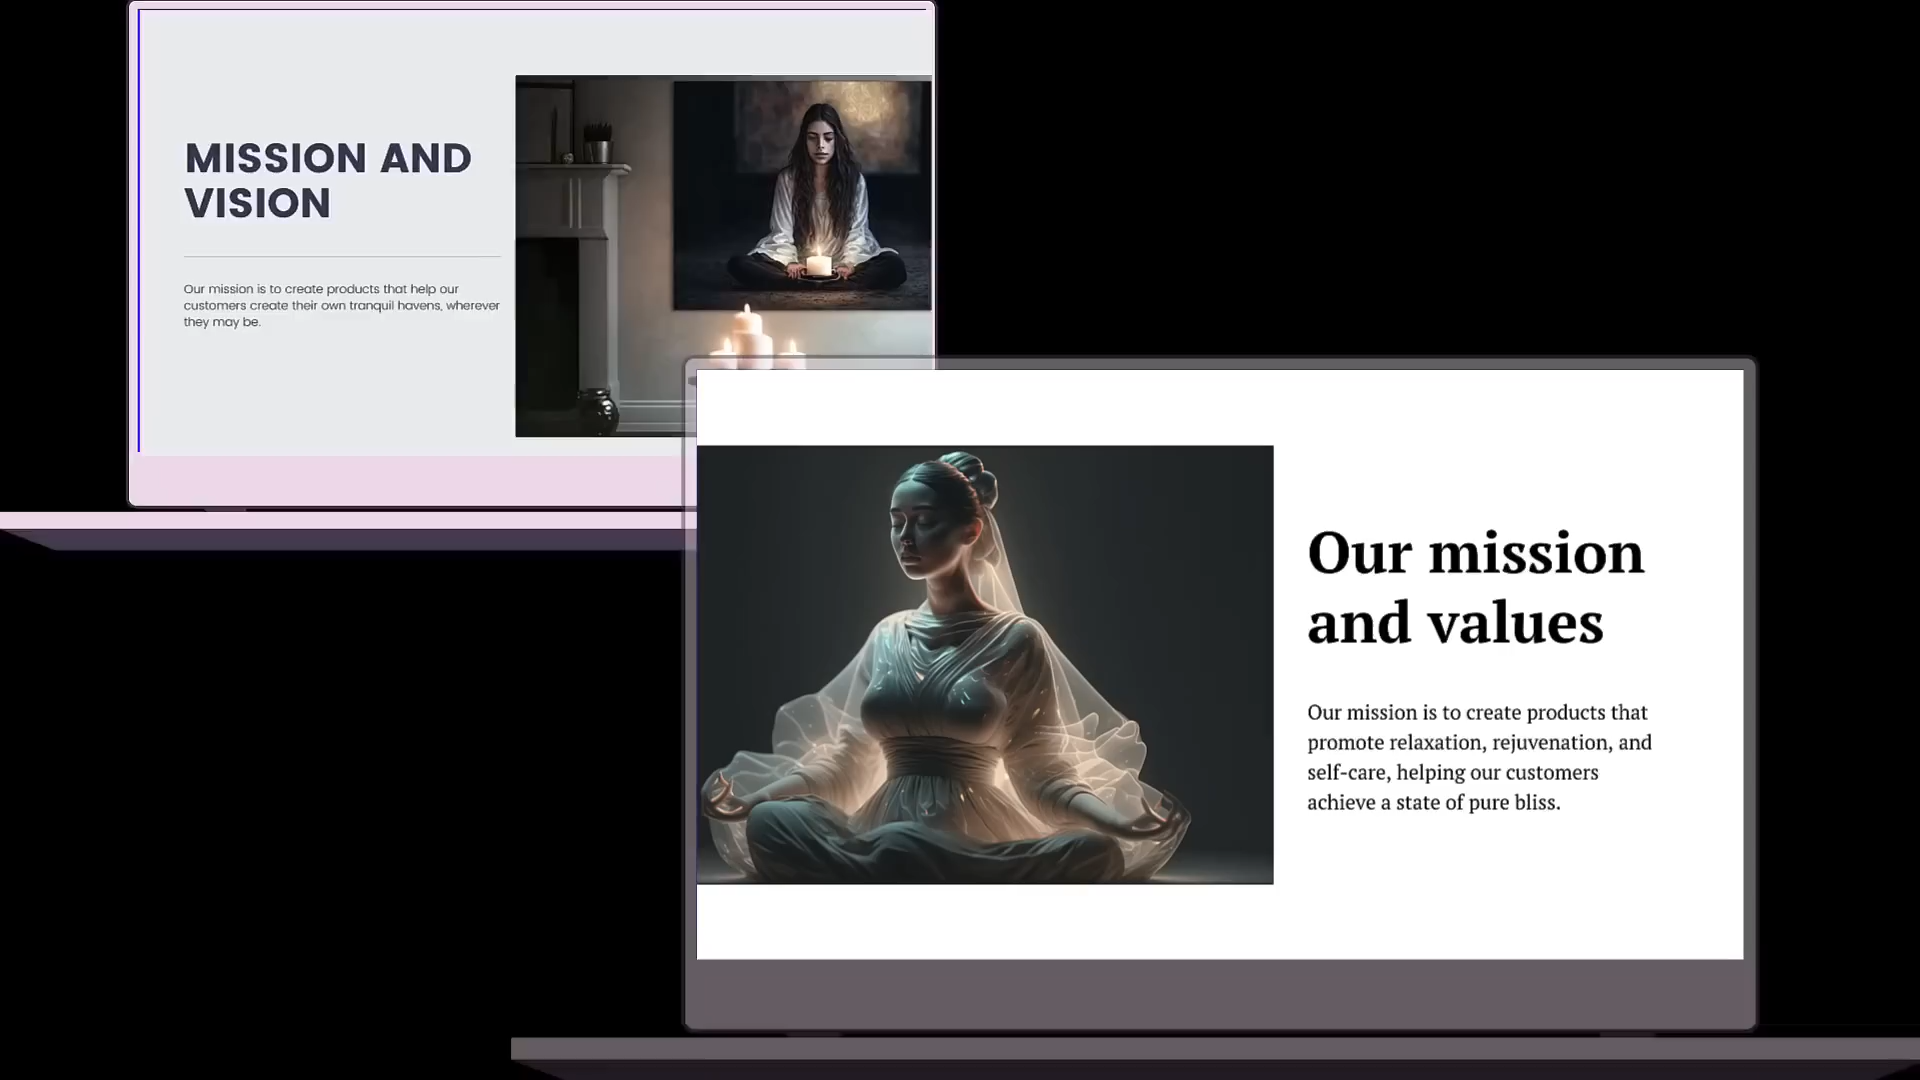 MISSION AND
VISION
Our mission is to create products that help our
customers create their own tranquil havens, wherever
they may be.
Our mission
and values
Our mission is to create products that
promote relaxation, rejuvenation, and
self-care, helping our customers
achieve a state of pure bliss.